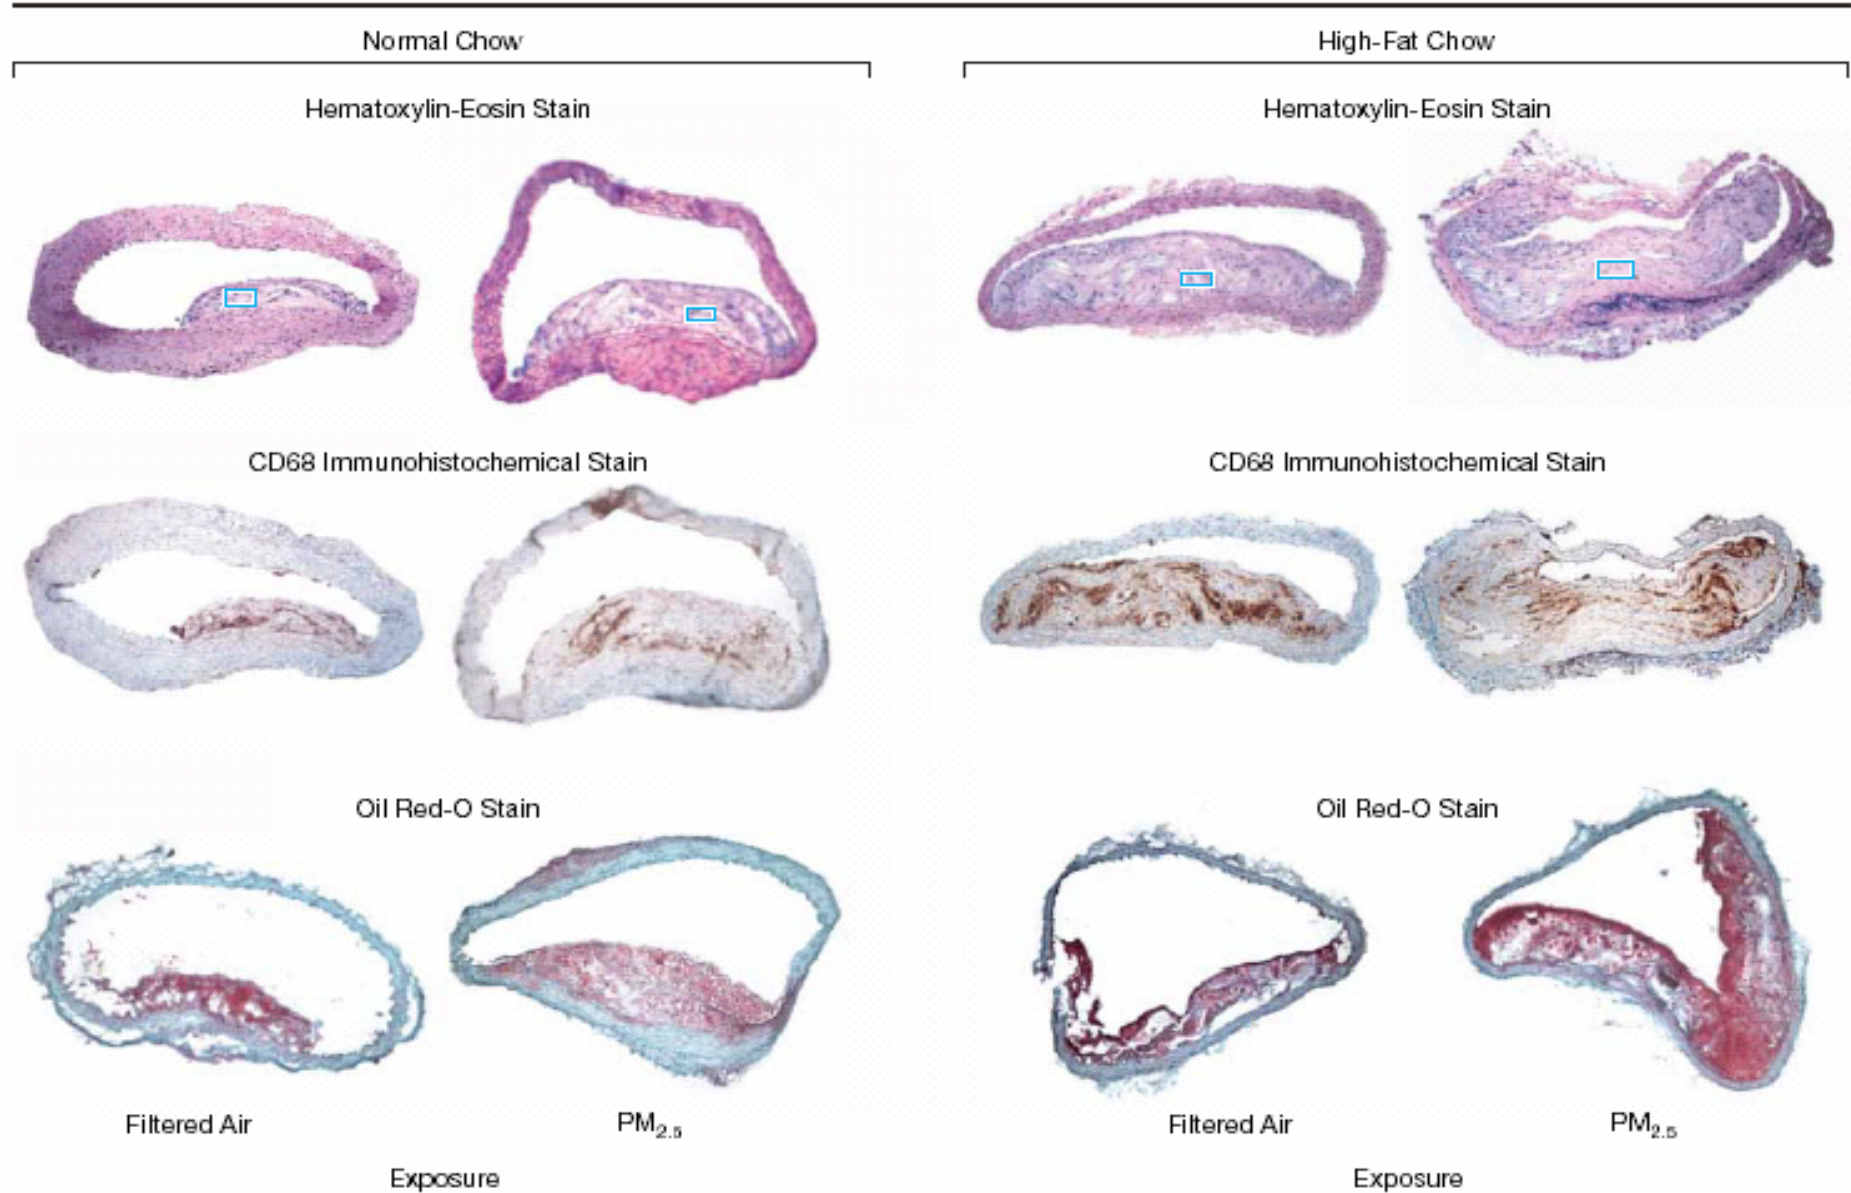 Normal Chow
High-Fat Chow
Hematoxylin-Eosin Stain
Hematoxylin-Eosin Stain
CD68 Immunohistochemical Stain
CD68 Immunohistochemical Stain
Oil Red-O Stain
Oil Red-O Stain
Filtered Air
PM2.5
Filtered Air
PM2.5
Exposure
Exposure